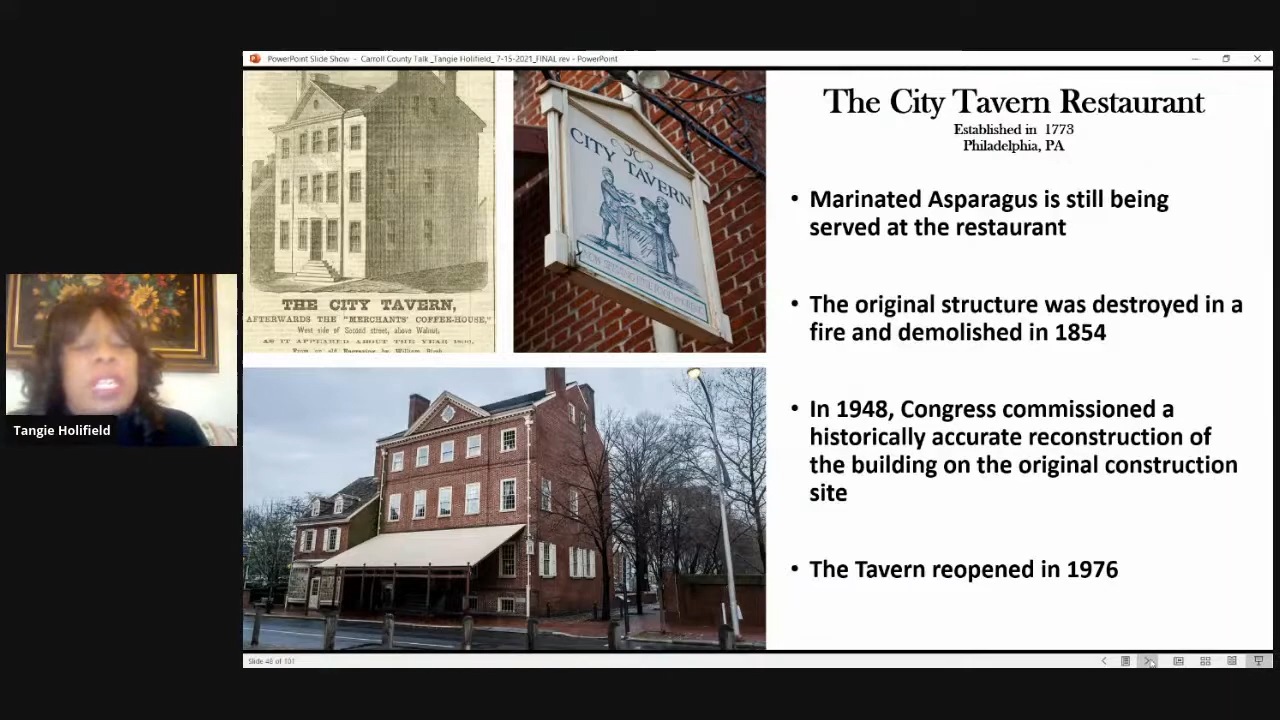 PowerPoint Slide Show - Carroll County Talk _Tangie Holifield_ 7-15-2021_FINAL rev - PowerPoint
The City Tavern Restaurant
Established in 1773
Philadelphia, PA
• Marinated Asparagus is still being
served at the restaurant
• The original structure was destroyed in a
fire and demolished in 1854
• In 1948, Congress commissioned a
historically accurate reconstruction of
the building on the original construction
site
• The Tavern reopened in 1976
THE CITY TAVERN,
AFTERWARDS THE "MERCHANTS' COFFEE-HOUSE,"
West side of Second street, above Walnut,
AS IT APPEARED ABOUT THE YEAR 1800,
CITY TAVERN
Tangie Holifield
Slide 48 of 101